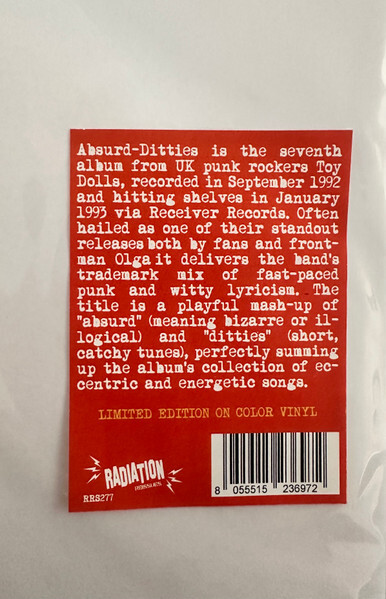 Absurd-Ditties is the seventh
album from UK punk rockers Toy
Dolls, recorded in September 1992
and hitting shelves in January
1993 via Receiver Records. Often
hailed as one of their standout
releases both by fans and front-
man Olga it delivers the band's
trademark mix of fast-paced
punk and witty lyricism. The
title is a playful mash-up of
"absurd" (meaning bizarre or il-
logical) and "ditties" (short,
catchy tunes), perfectly summing
up the album's collection of ec-
centric and energetic songs.
LIMITED EDITION ON COLOR VINYL
RADIATION
REISSUES
RRS277
8 055515 236972